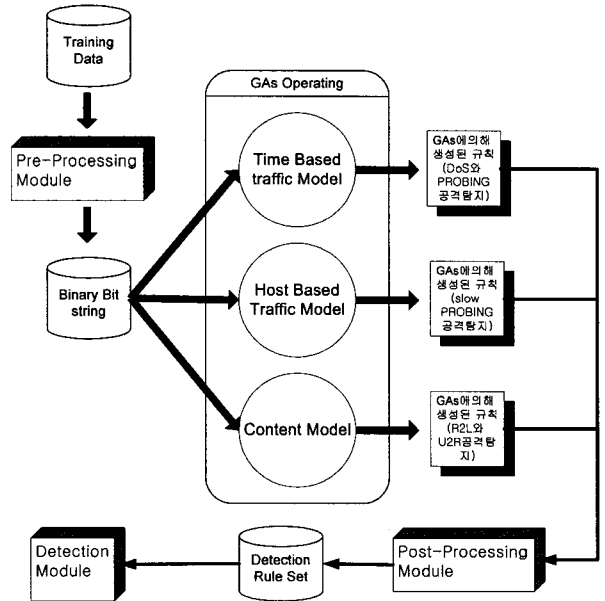 Training
Data
GAs Operating
Pre-Processing
Module
Time Based
traffic Model
GAs에의해
생성된 규칙
(DoS와
PROBING
공격탐지)
Binary Bit
string
Host Based
Traffic Model
GAs에의해
생성된 규칙
(slow
PROBING
공격탐지)
Content Model
GAs에의해
생성된 규칙
(R2L와
U2R공격탐
지)
Detection
Module
Detection
Rule Set
Post-Processing
Module